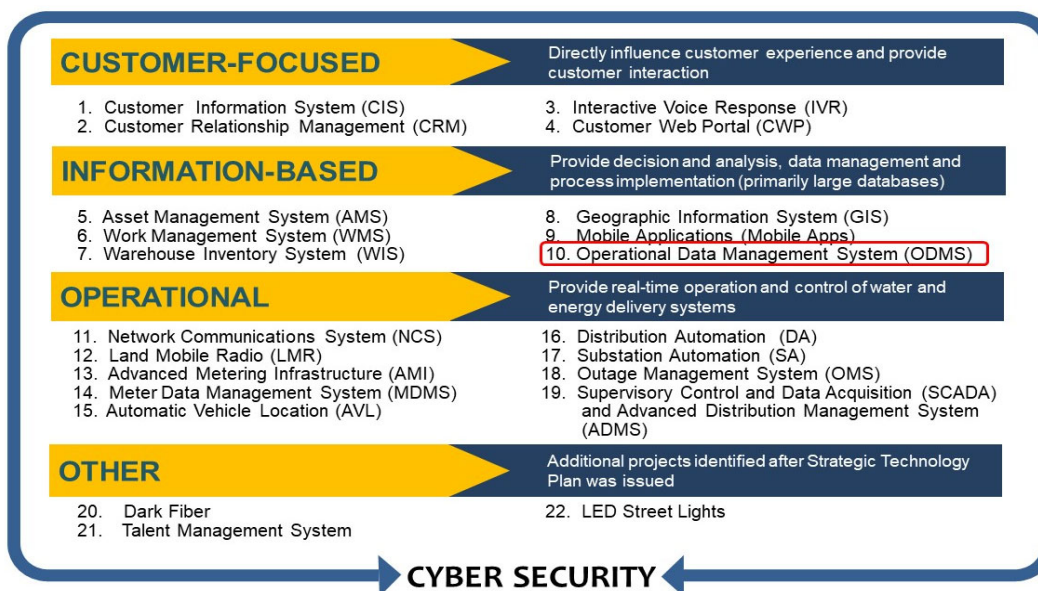 CUSTOMER-FOCUSED
Directly influence customer experience and provide
customer interaction
1. Customer Information System (CIS)
2. Customer Relationship Management (CRM)
3. Interactive Voice Response (IVR)
4. Customer Web Portal (CWP)
INFORMATION-BASED
Provide decision and analysis, data management and
process implementation (primarily large databases)
5. Asset Management System (AMS)
6. Work Management System (WMS)
7. Warehouse Inventory System (WIS)
8. Geographic Information System (GIS)
9. Mobile Applications (Mobile Apps)
10. Operational Data Management System (ODMS)
OPERATIONAL
Provide real-time operation and control of water and
energy delivery systems
11. Network Communications System (NCS)
12. Land Mobile Radio (LMR)
13. Advanced Metering Infrastructure (AMI)
14. Meter Data Management System (MDMS)
15. Automatic Vehicle Location (AVL)
16. Distribution Automation (DA)
17. Substation Automation (SA)
18. Outage Management System (OMS)
19. Supervisory Control and Data Acquisition (SCADA)
and Advanced Distribution Management System
(ADMS)
OTHER
Additional projects identified after Strategic Technology
Plan was issued
20. Dark Fiber
21. Talent Management System
22. LED Street Lights
CYBER SECURITY